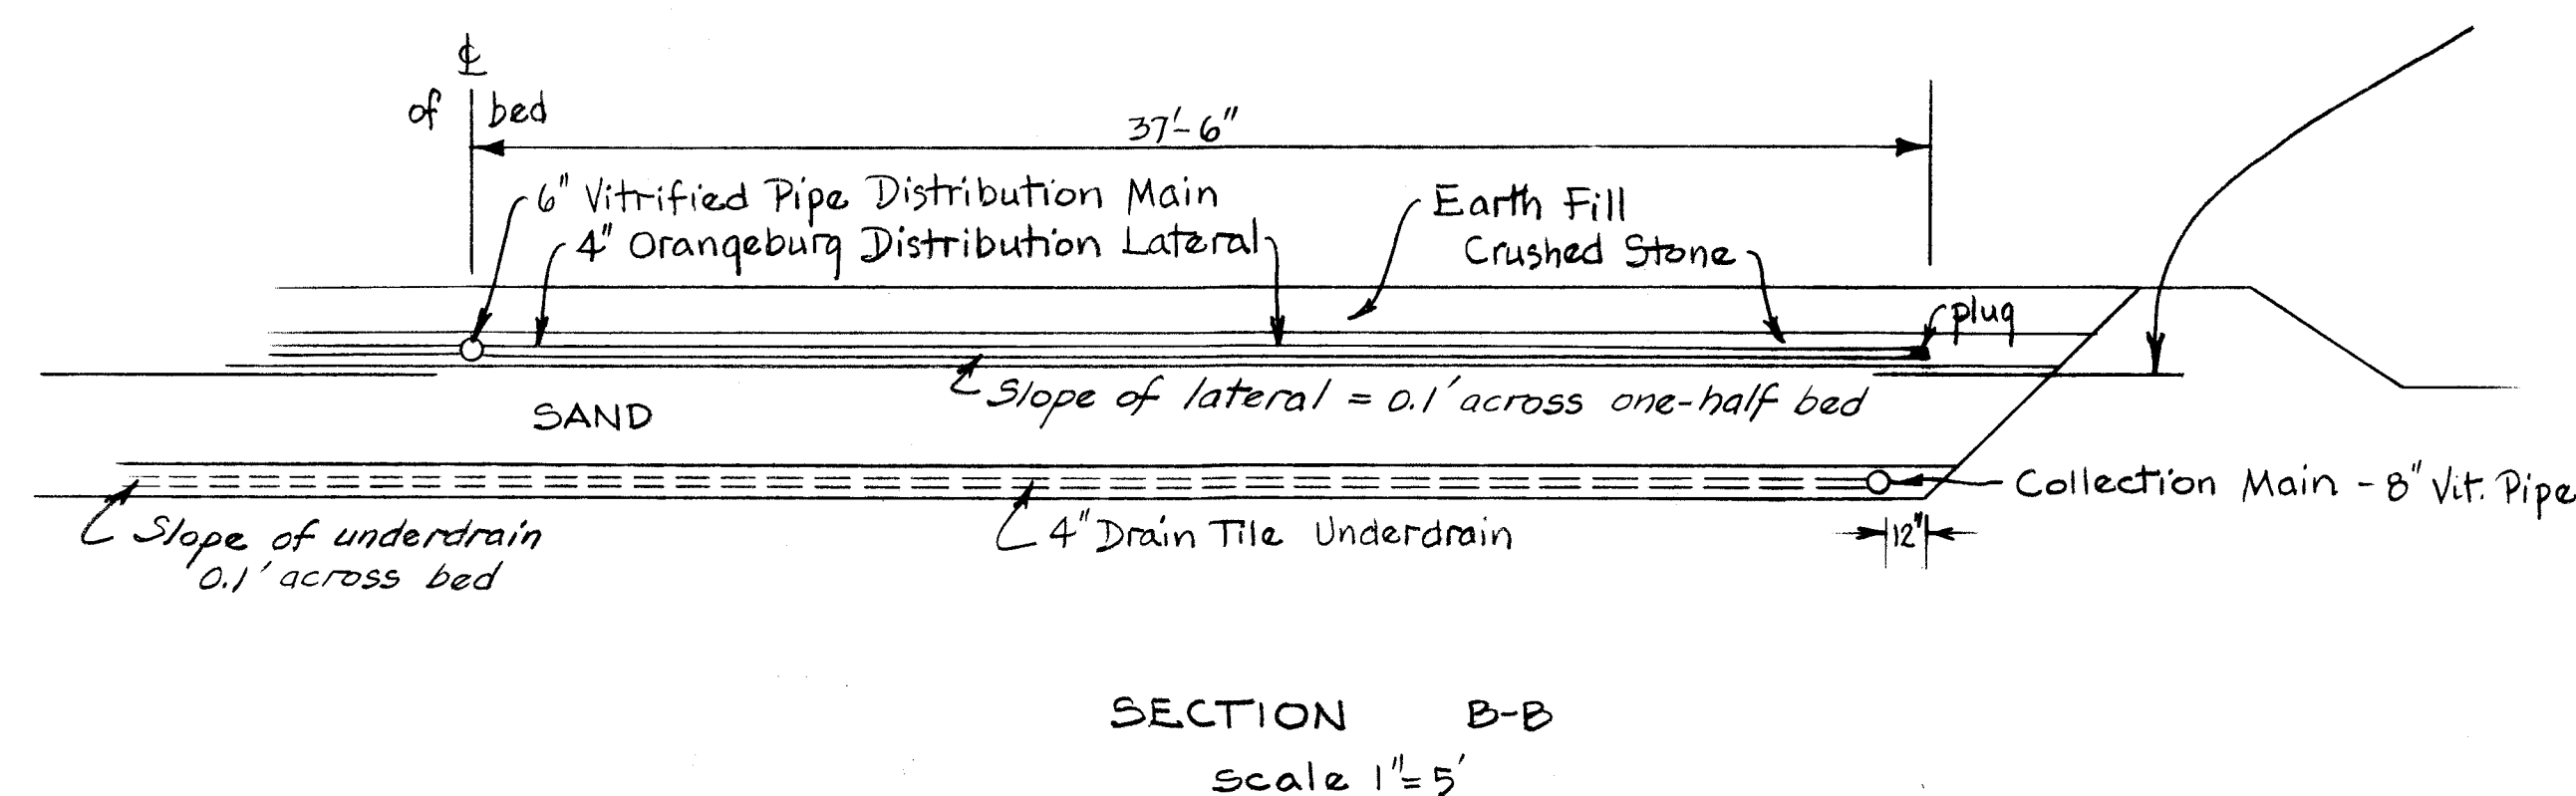 ℄
of bed
37'-6"
6" Vitrified Pipe Distribution Main
4" Orangeburg Distribution Lateral
Earth Fill
Crushed Stone
plug
Slope of lateral = 0.1' across one-half bed
SAND
Collection Main - 8" Vit. Pipe
Slope of underdrain
0.1' across bed
4" Drain Tile Underdrain
12"
SECTION B-B
scale 1"=5'